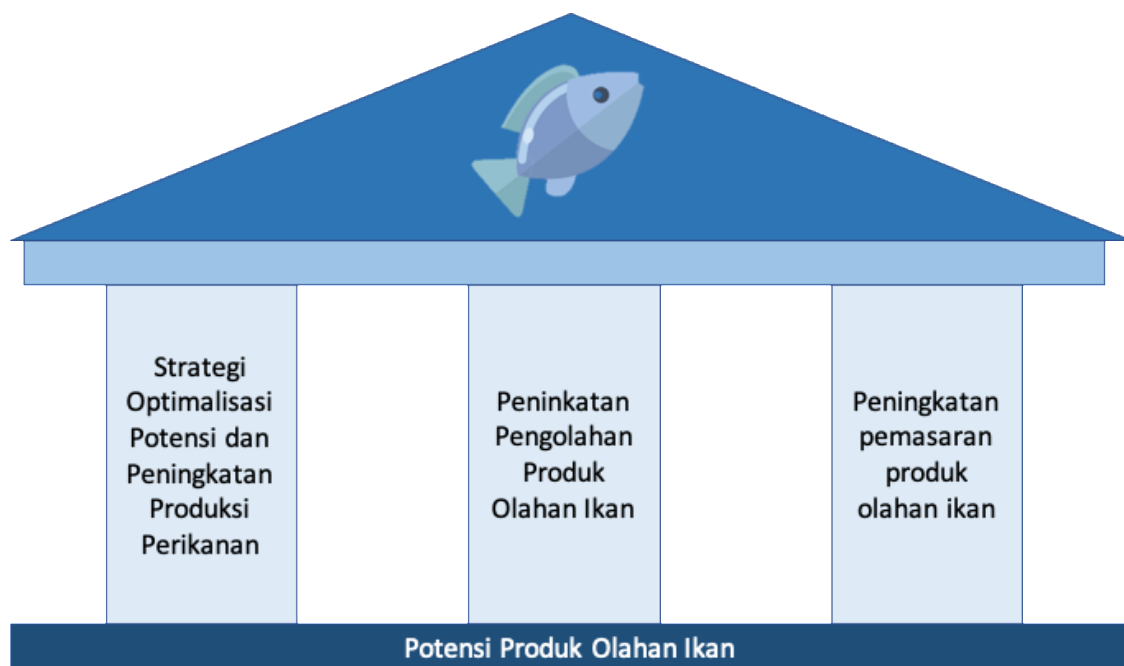 Strategi
Optimalisasi
Potensi dan
Peningkatan
Produksi
Perikanan
Peninkatan
Pengolahan
Produk
Olahan Ikan
Peningkatan
pemasaran
produk
olahan ikan
Potensi Produk Olahan Ikan